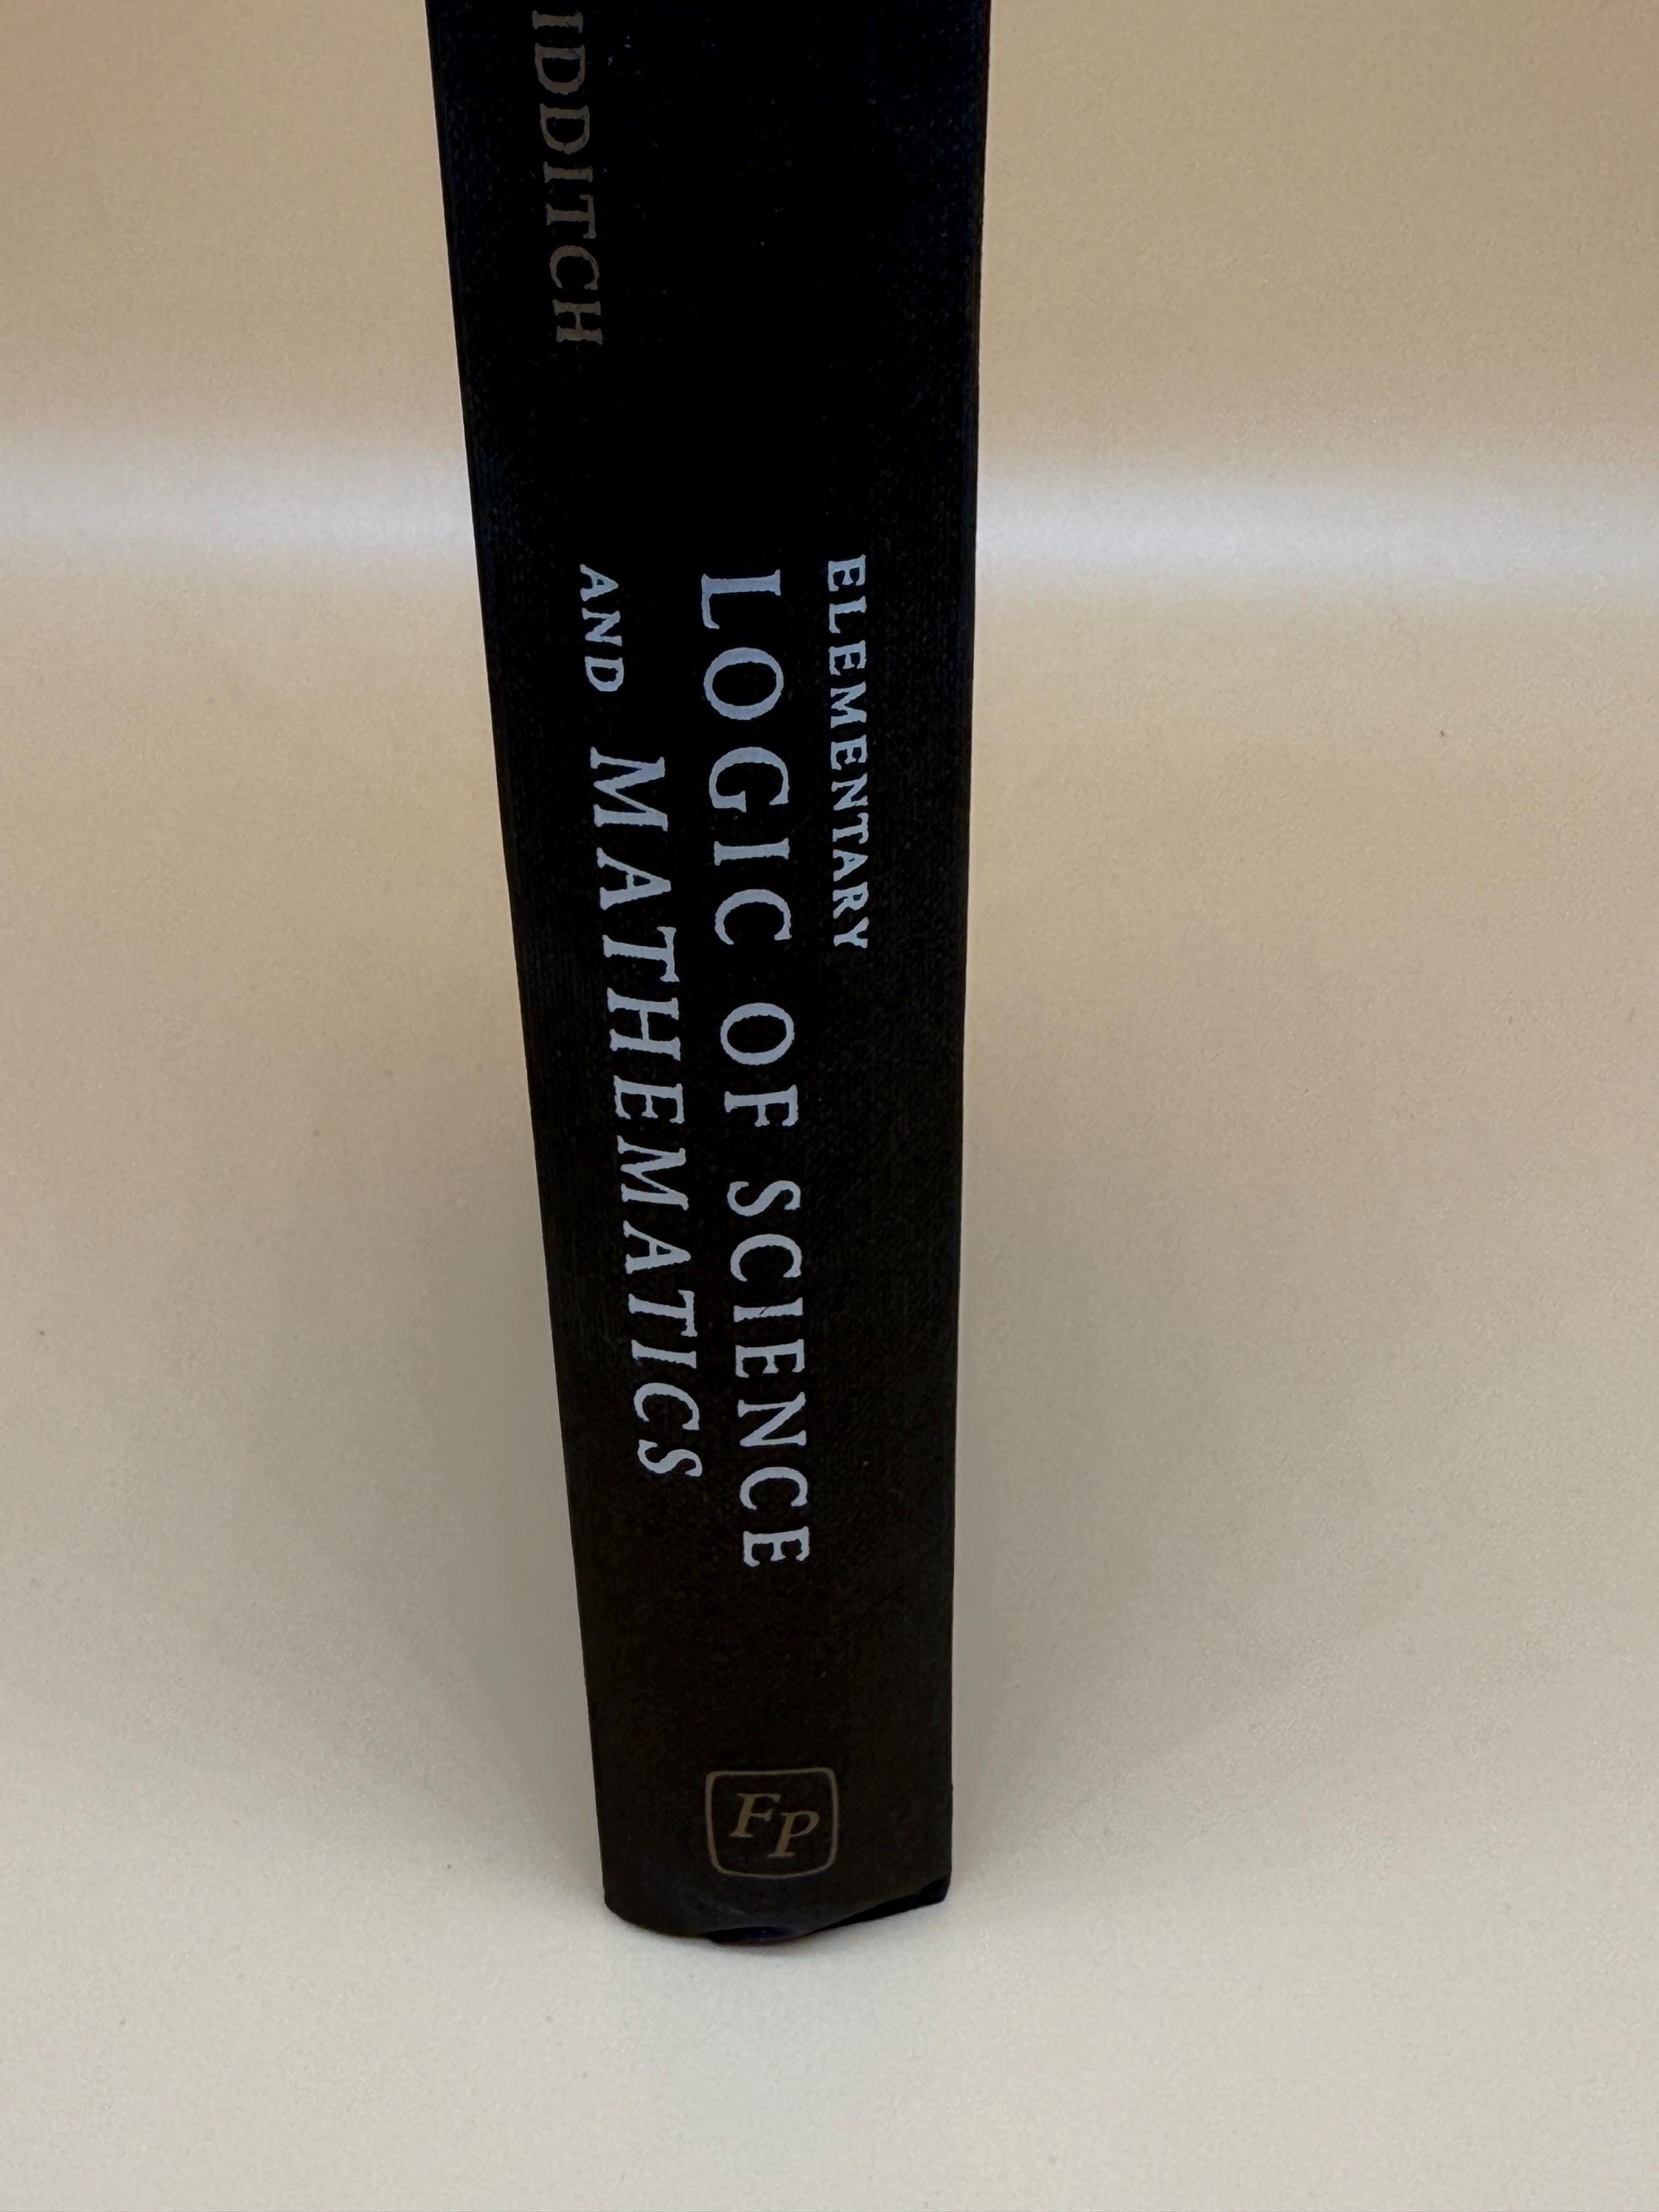 IDDITCH
ELEMENTARY
LOGIC OF SCIENCE
AND MATHEMATICS
FP